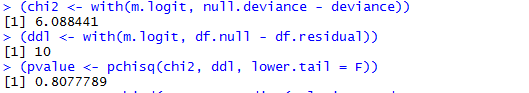 > (chi2 <- with(m.logit, null.deviance - deviance))
[1] 6.088441
> (ddl <- with(m.logit, df.null - df.residual))
[1] 10
> (pvalue <- pchisq(chi2, ddl, lower.tail = F))
[1] 0.8077789